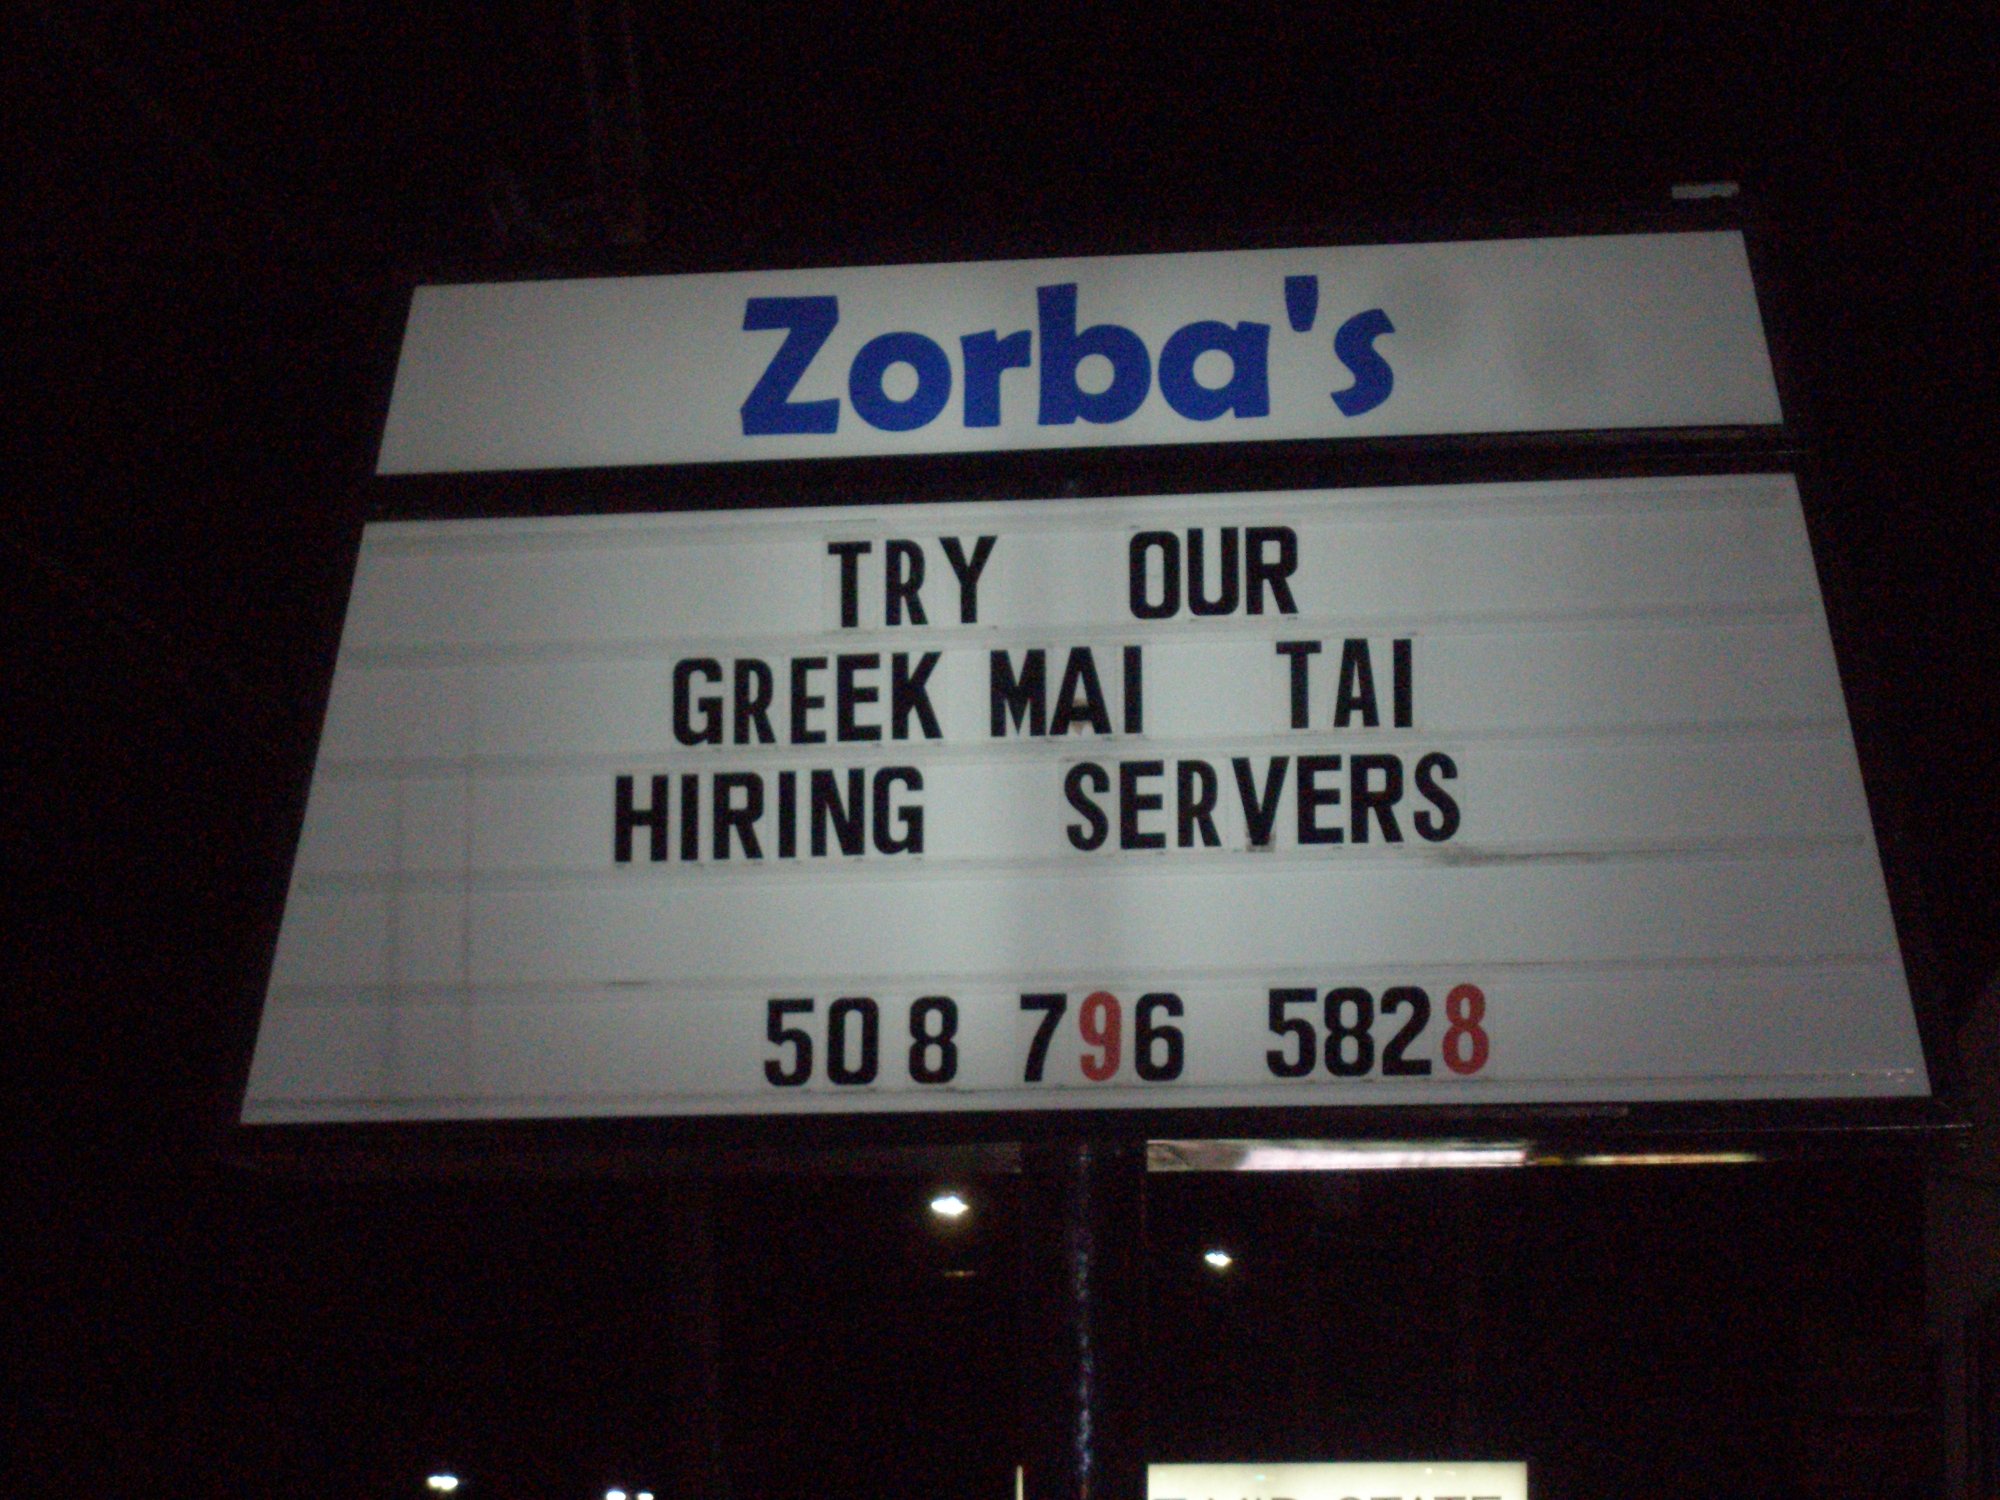 Zorba's
TRY OUR
GREEK MAI TAI
HIRING SERVERS
508 796 5828